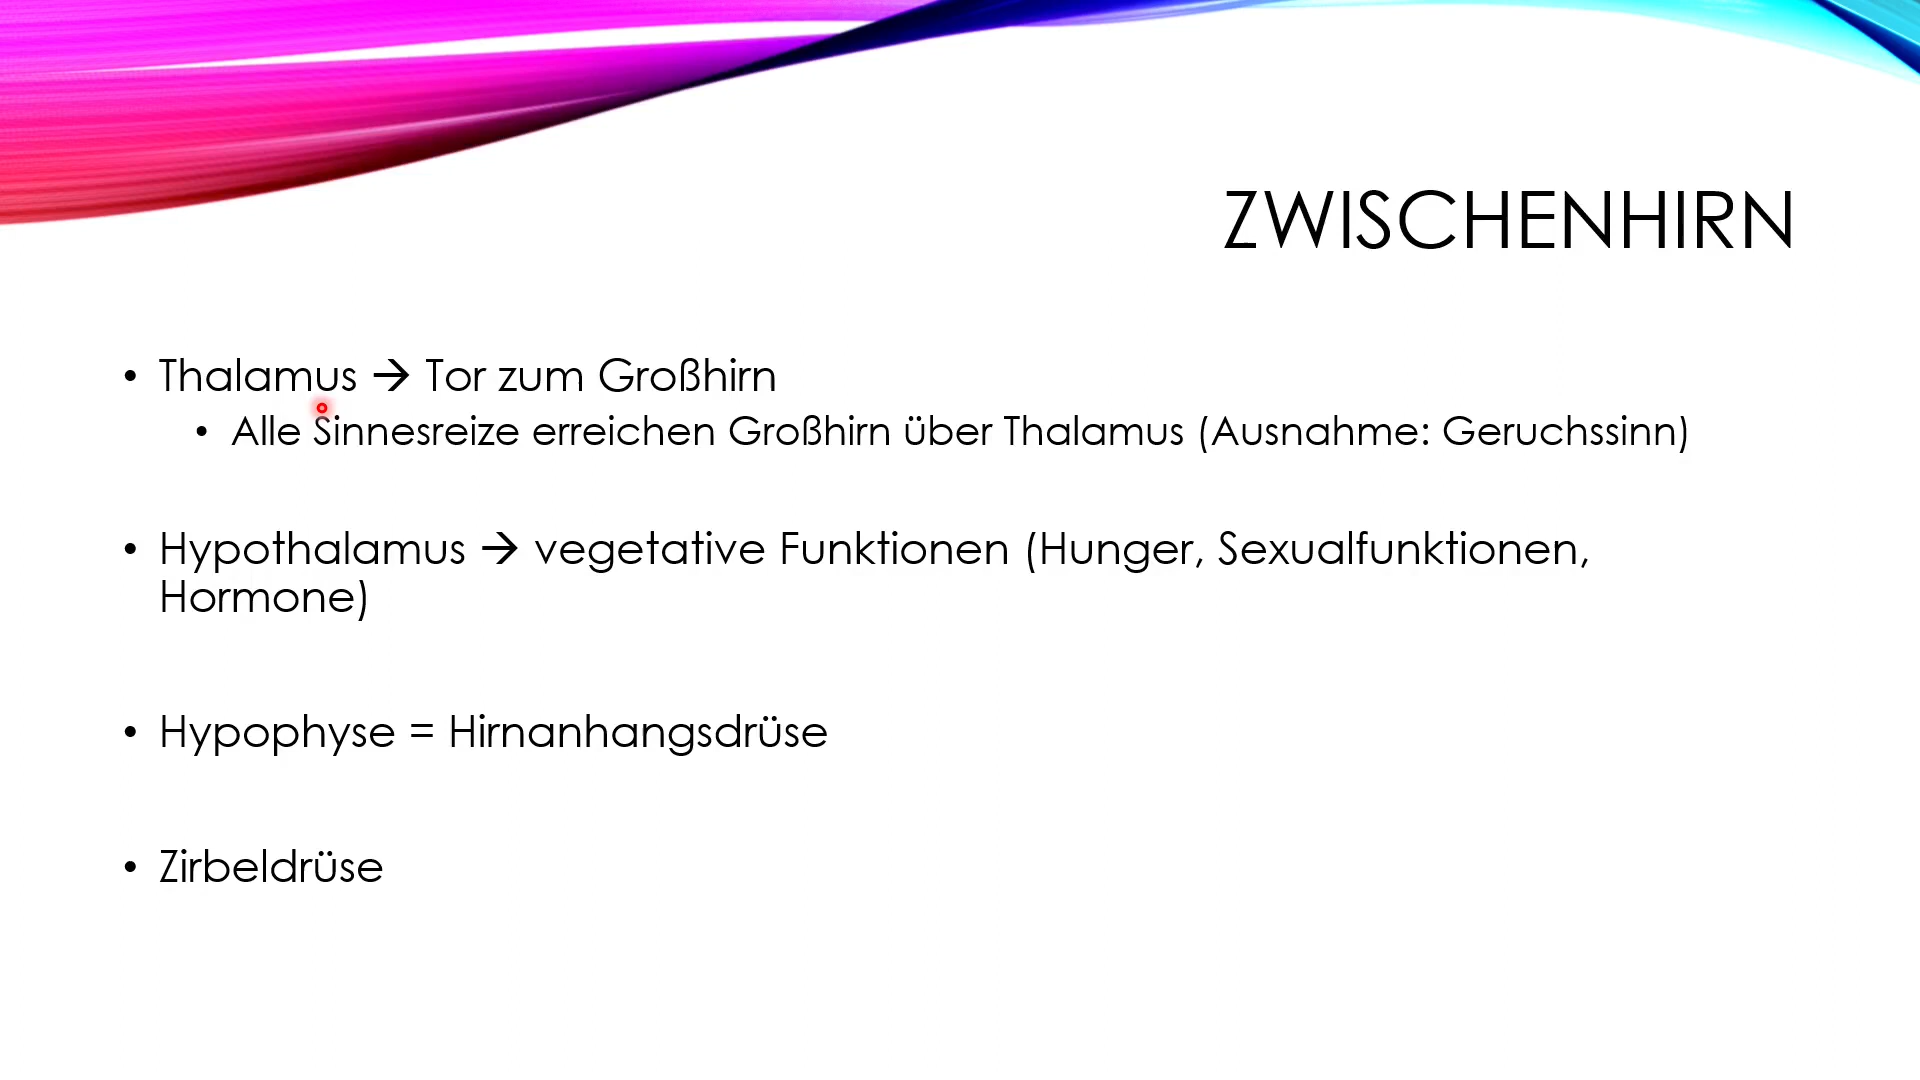 ZWISCHENHIRN
• Thalamus → Tor zum Großhirn
• Alle Sinnesreize erreichen Großhirn über Thalamus (Ausnahme: Geruchssinn)
• Hypothalamus → vegetative Funktionen (Hunger, Sexualfunktionen,
Hormone)
• Hypophyse = Hirnanhangsdrüse
• Zirbeldrüse